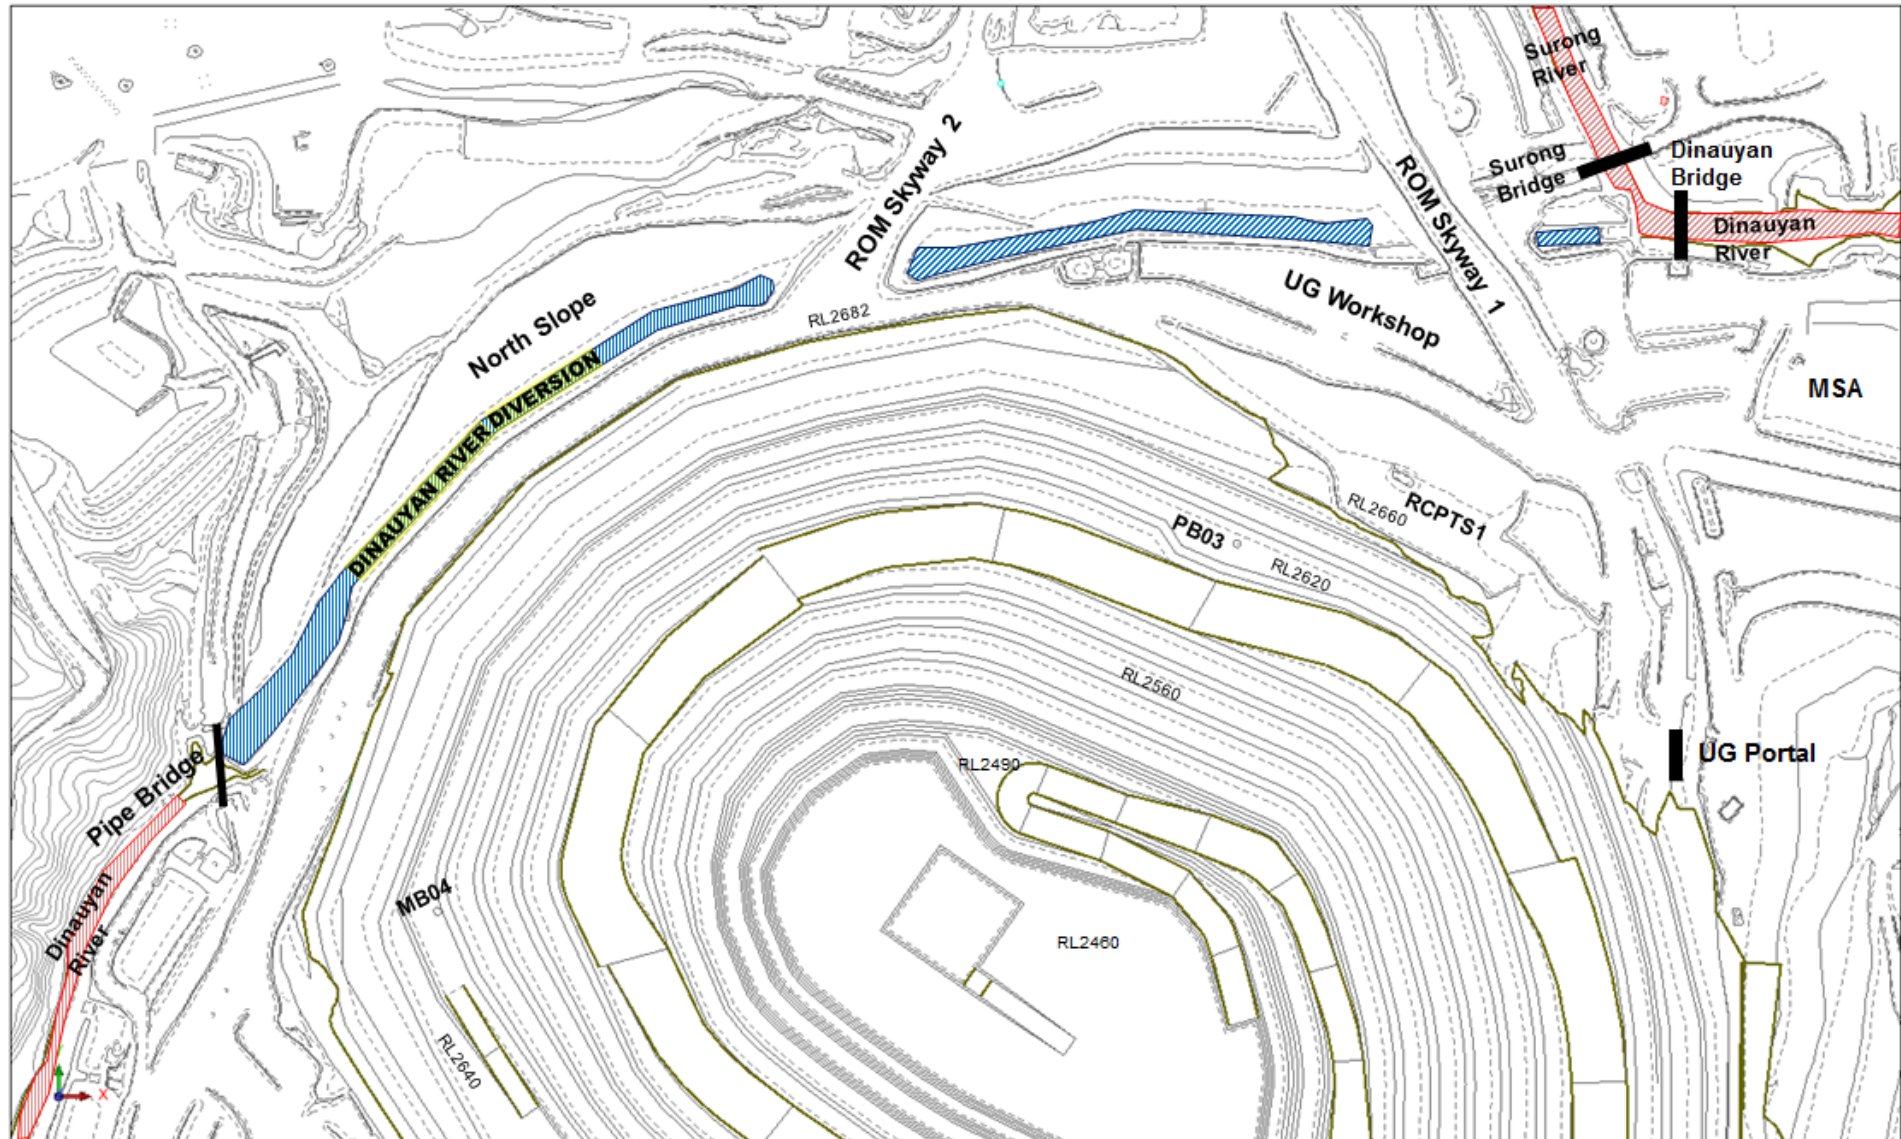 Surong
River
ROM Skyway 2
ROM Skyway 1
Surong
Bridge
Dinauyan
Bridge
Dinauyan
River
UG Workshop
North Slope
RL2682
DINAUYAN RIVER DIVERSION
MSA
RL2660
RCPTS1
PB03
RL2620
RL2560
UG Portal
RL2490
Pipe Bridge
MB04
Dinauyan
River
RL2460
RL2640
X